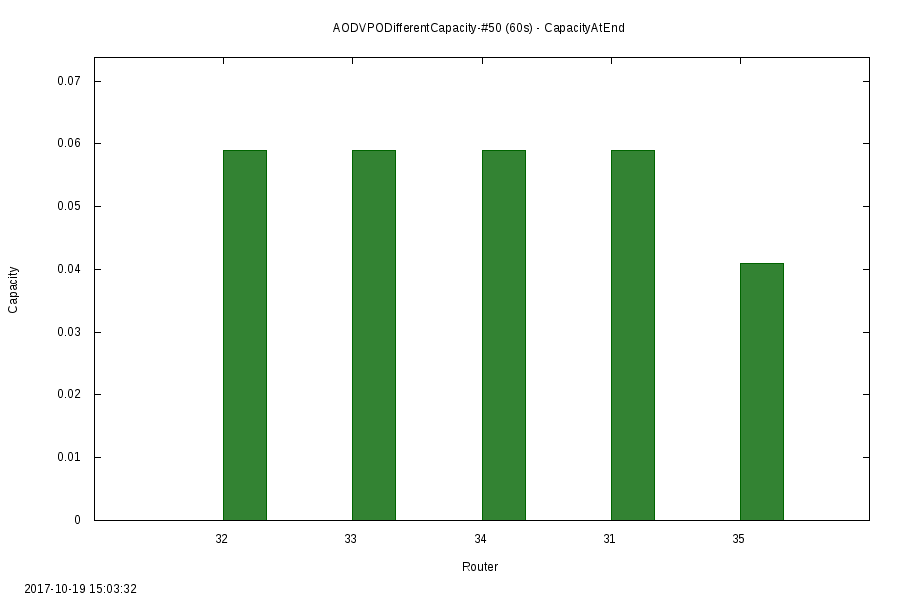 AODVPODifferentCapacity-#50 (60s) - CapacityAtEnd
0.07
0.06
0.05
0.04
0.03
0.02
0.01
0
Capacity
32 33 34 31 35
Router
2017-10-19 15:03:32